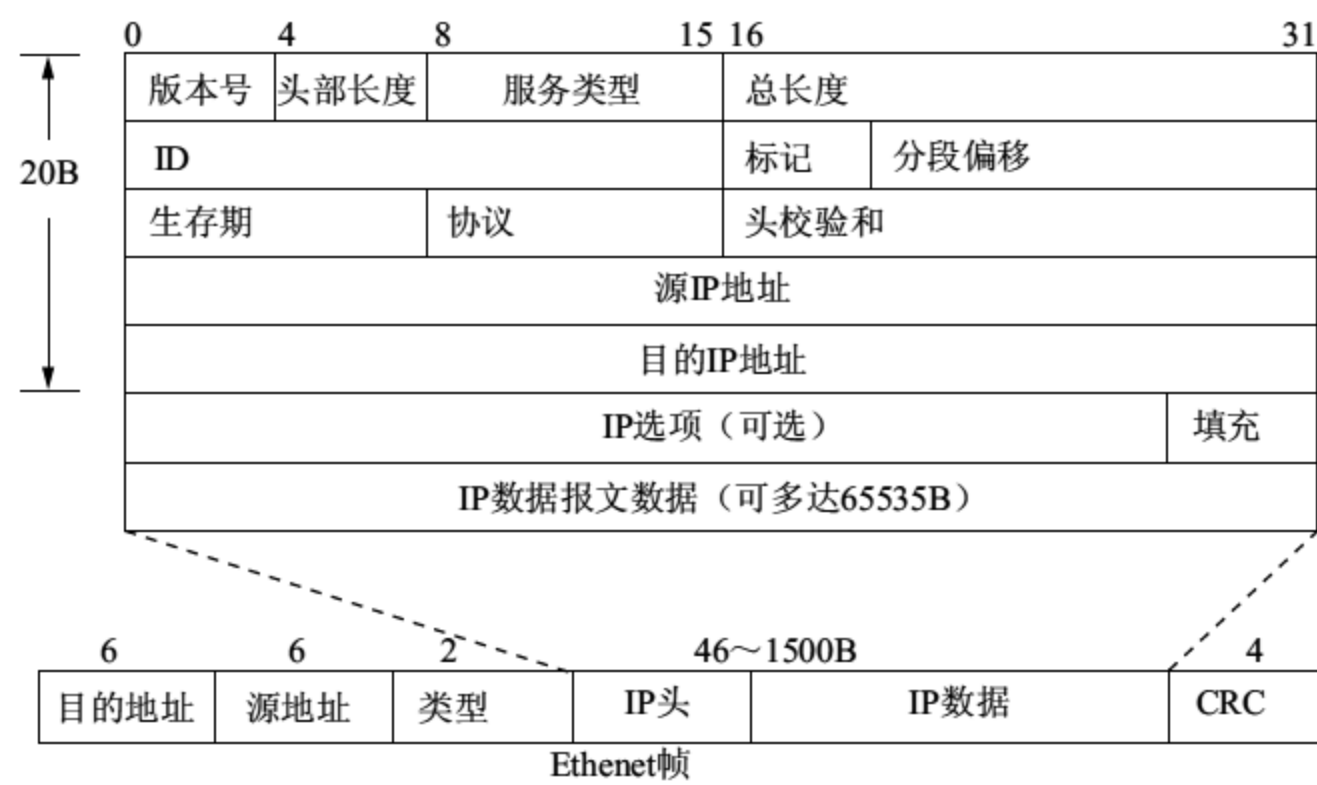 0 4 8 15 16 31
版本号 头部长度 服务类型 总长度
ID 标记 分段偏移
20B
生存期 协议 头校验和
源IP地址
目的IP地址
IP选项（可选） 填充
IP数据报文数据（可多达65535B）
6 6 2 46～1500B 4
目的地址 源地址 类型 IP头 IP数据 CRC
Ethenet帧